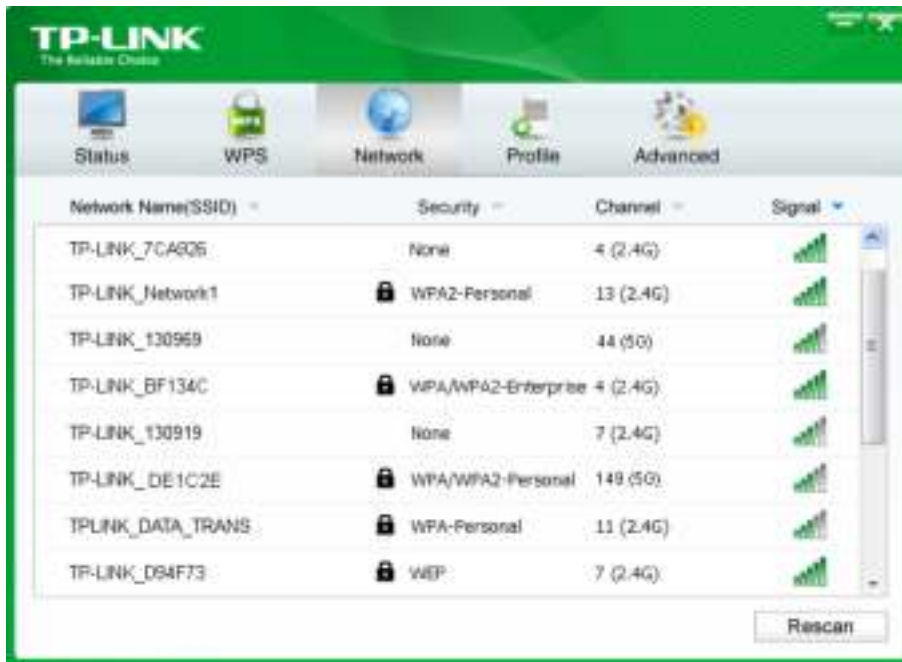 TP-LINK
The Reliable Choice
Status WPS Network Profile Advanced
Network Name(SSID) Security Channel Signal
TP-LINK_7CA926 None 4 (2.4G)
TP-LINK_Network1 WPA2-Personal 13 (2.4G)
TP-LINK_130969 None 44 (5G)
TP-LINK_BF134C WPA/WPA2-Enterprise 4 (2.4G)
TP-LINK_130919 None 7 (2.4G)
TP-LINK_DE1C2E WPA/WPA2-Personal 149 (5G)
TPLINK_DATA_TRANS WPA-Personal 11 (2.4G)
TP-LINK_D94F73 WEP 7 (2.4G)
Rescan